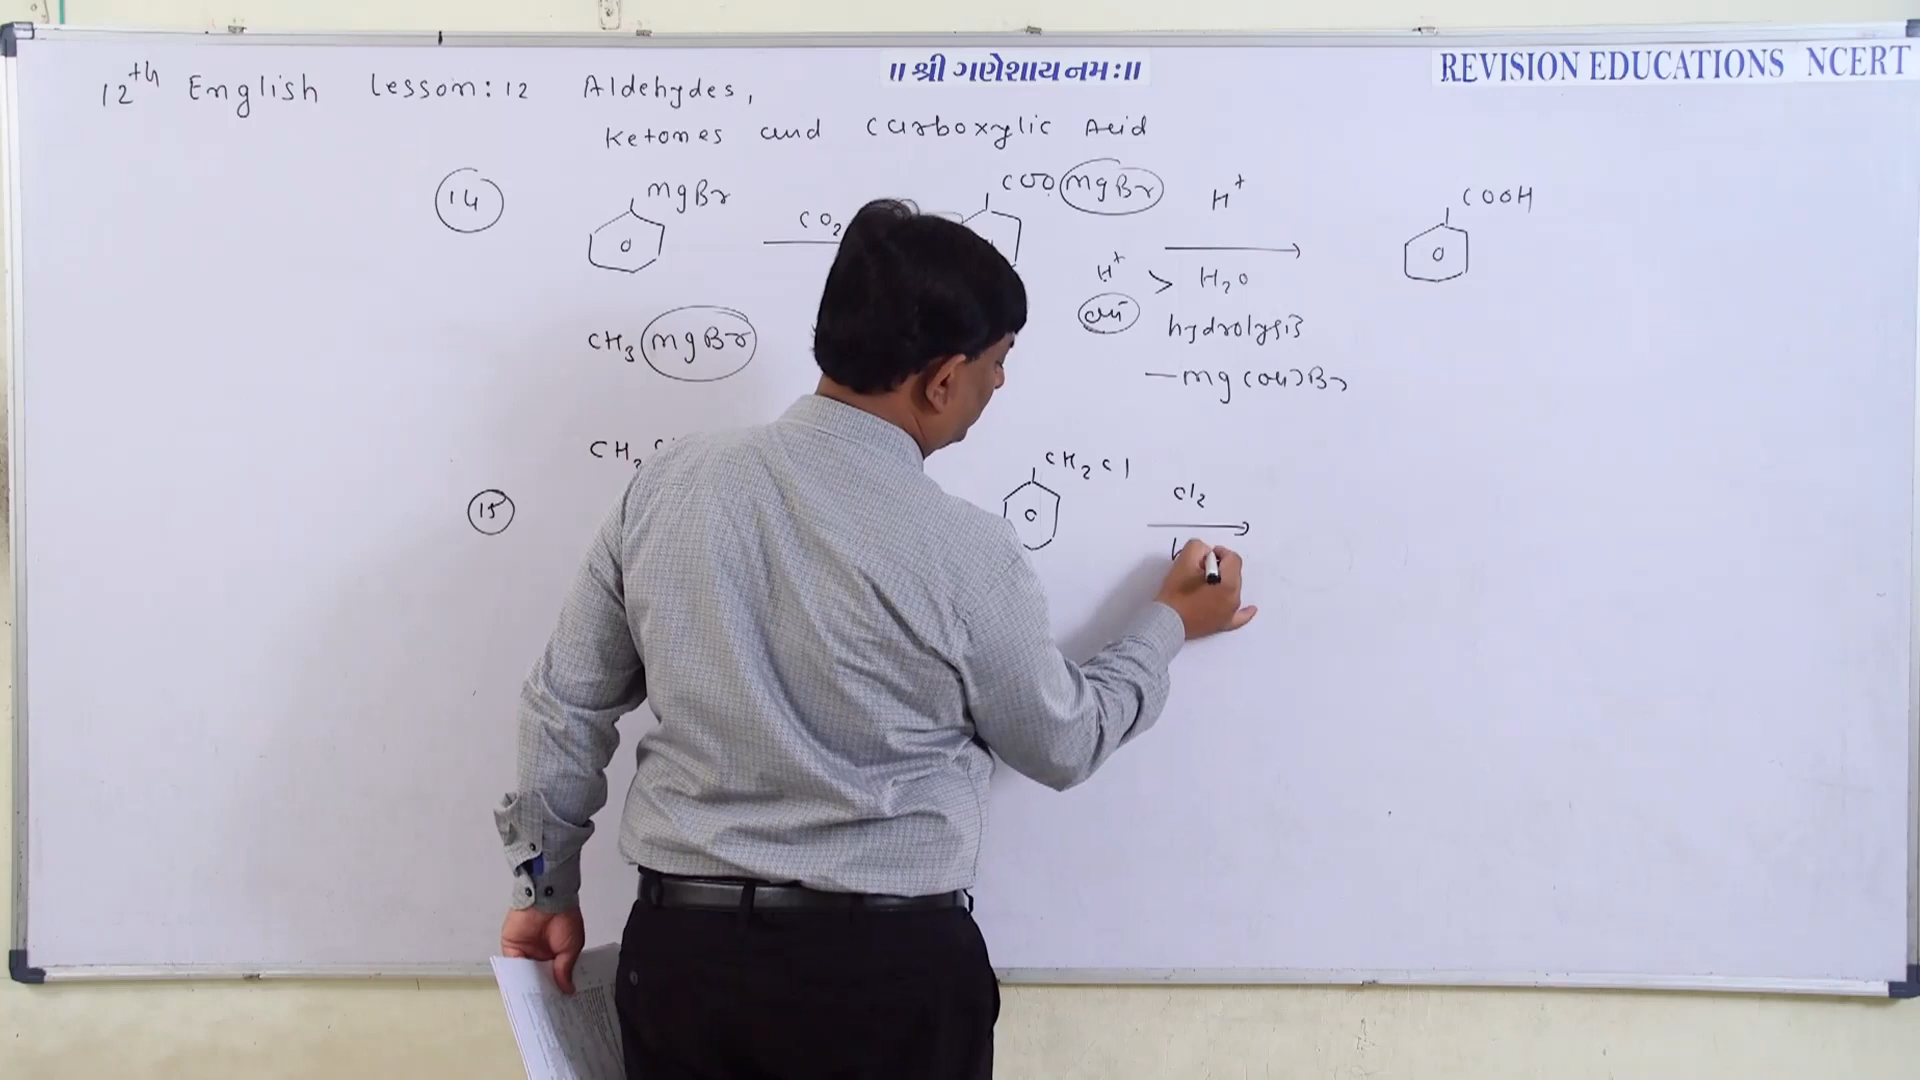 ॥ શ્રી ગણેશાય નમઃ॥
REVISION EDUCATIONS NCERT
12th English Lesson: 12 Aldehydes,
Ketones and Carboxylic Acid
14
MgBr
CO2
COO MgBr
H+
H2O
hydrolysis
— Mg(OH)Br
COOH
H+ >
CH3 MgBr
15
CH2
CH2Cl
Cl2